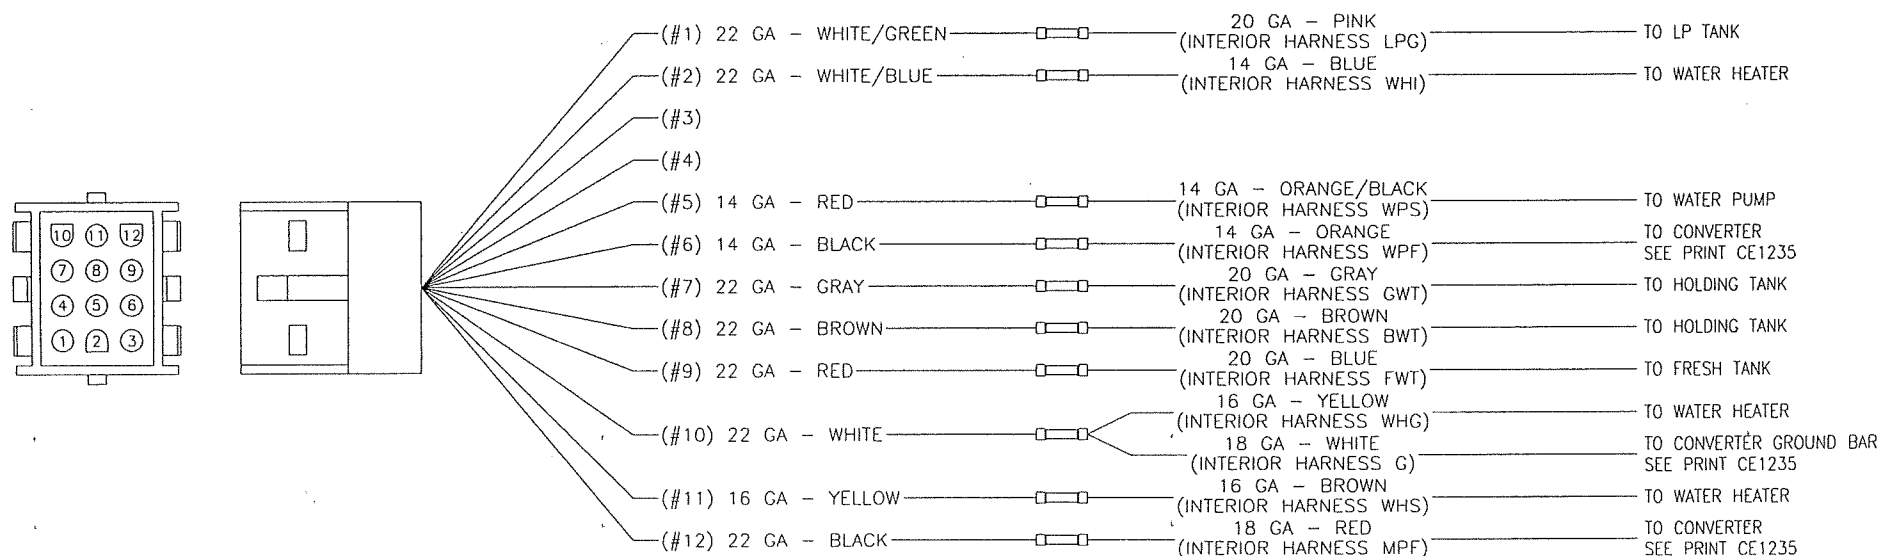 (#1) 22 GA - WHITE/GREEN
20 GA - PINK
(INTERIOR HARNESS LPG)
TO LP TANK
(#2) 22 GA - WHITE/BLUE
14 GA - BLUE
(INTERIOR HARNESS WHI)
TO WATER HEATER
(#3)
(#4)
(#5) 14 GA - RED
14 GA - ORANGE/BLACK
(INTERIOR HARNESS WPS)
TO WATER PUMP
(#6) 14 GA - BLACK
14 GA - ORANGE
(INTERIOR HARNESS WPF)
TO CONVERTER
SEE PRINT CE1235
(#7) 22 GA - GRAY
20 GA - GRAY
(INTERIOR HARNESS GWT)
TO HOLDING TANK
(#8) 22 GA - BROWN
20 GA - BROWN
(INTERIOR HARNESS BWT)
TO HOLDING TANK
(#9) 22 GA - RED
20 GA - BLUE
(INTERIOR HARNESS FWT)
TO FRESH TANK
(#10) 22 GA - WHITE
16 GA - YELLOW
(INTERIOR HARNESS WHG)
TO WATER HEATER
18 GA - WHITE
(INTERIOR HARNESS G)
TO CONVERTER GROUND BAR
SEE PRINT CE1235
(#11) 16 GA - YELLOW
16 GA - BROWN
(INTERIOR HARNESS WHS)
TO WATER HEATER
(#12) 22 GA - BLACK
18 GA - RED
(INTERIOR HARNESS MPF)
TO CONVERTER
SEE PRINT CE1235
10 11 12
7 8 9
4 5 6
1 2 3